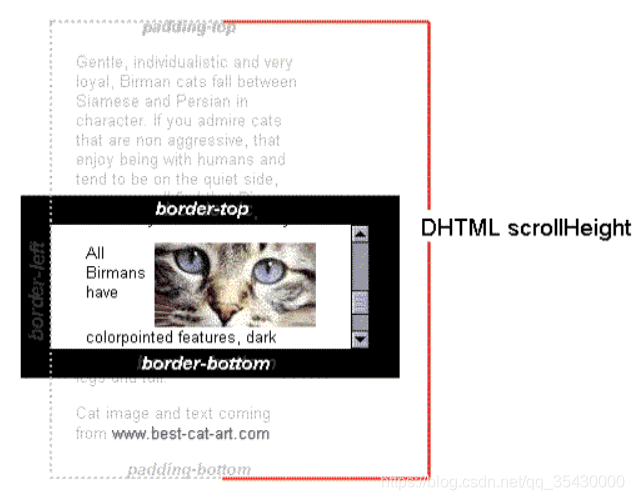 padding-top
Gentle, individualistic and very
loyal, Birman cats fall between
Siamese and Persian in
character. If you admire cats
that are non aggressive, that
enjoy being with humans and
tend to be on the quiet side,
border-top
DHTML scrollHeight
border-left
All
Birmans
have
colorpointed features, dark
border-bottom
legs and tail.
Cat image and text coming
from www.best-cat-art.com
padding-bottom
https://blog.csdn.net/qq_35430000